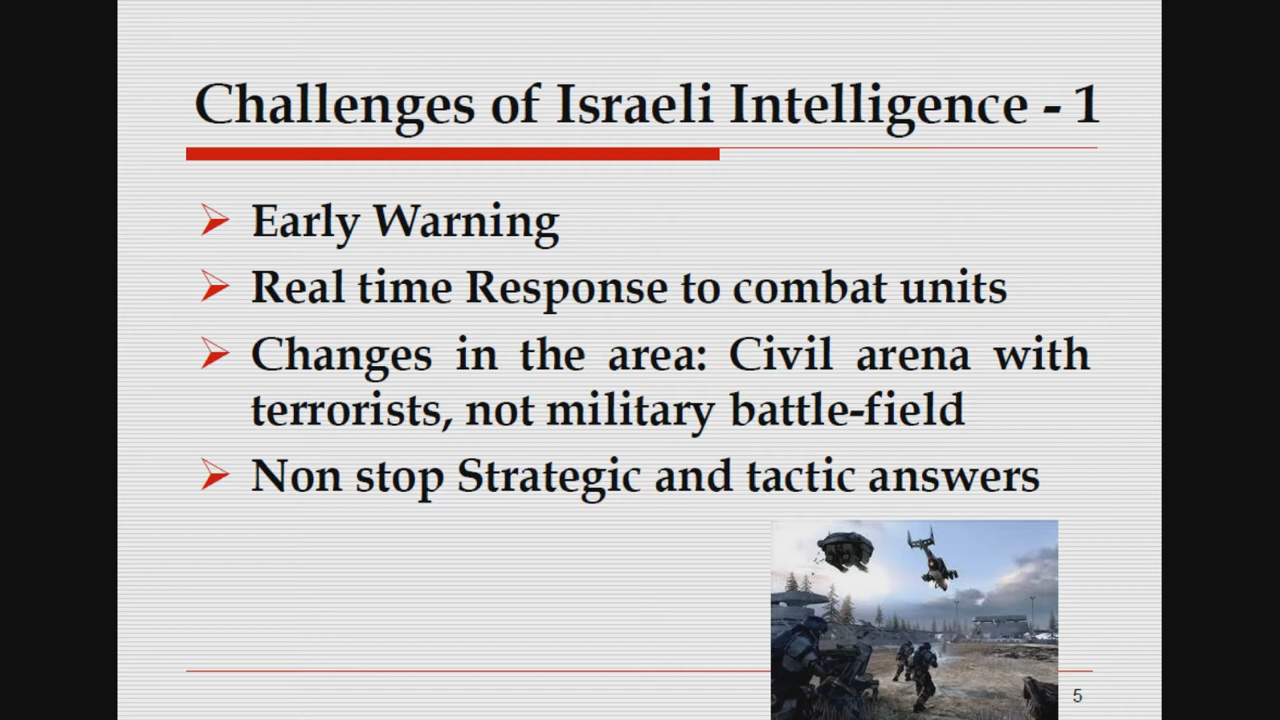 Challenges of Israeli Intelligence - 1
Early Warning
Real time Response to combat units
Changes in the area: Civil arena with
terrorists, not military battle-field
Non stop Strategic and tactic answers
5